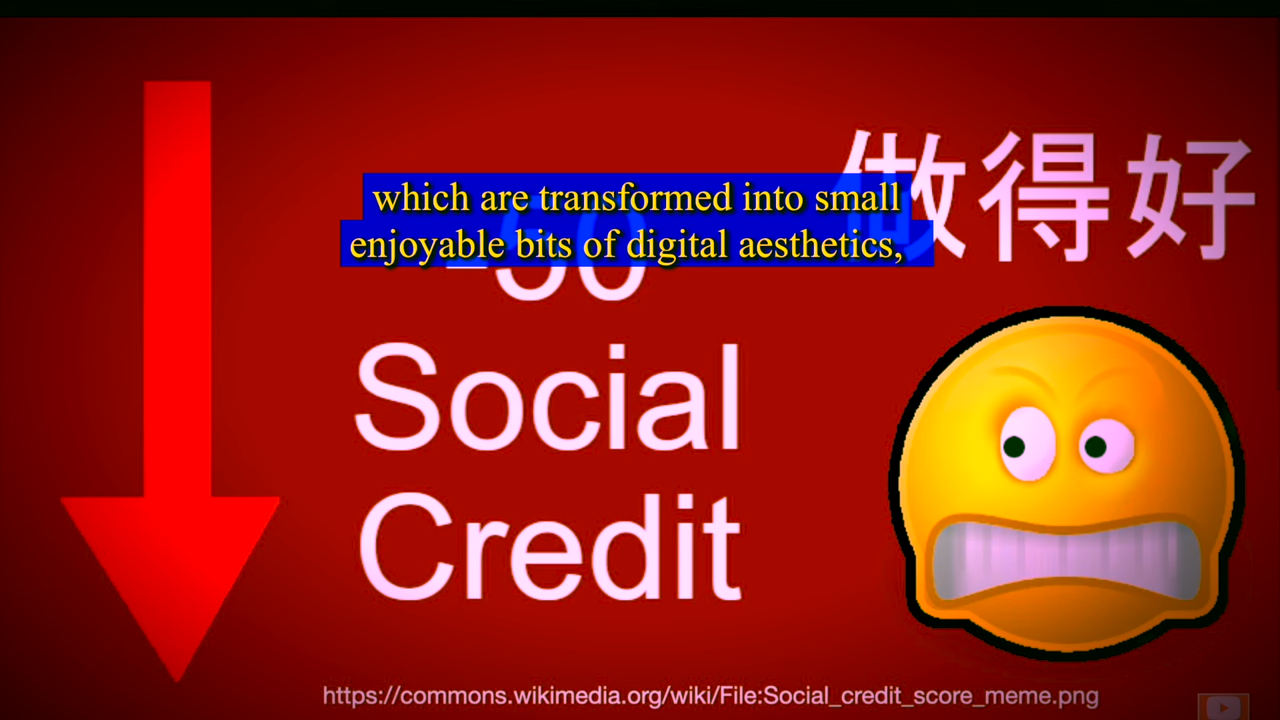 做得好
which are transformed into small
enjoyable bits of digital aesthetics,
Social
Credit
https://commons.wikimedia.org/wiki/File:Social_credit_score_meme.png